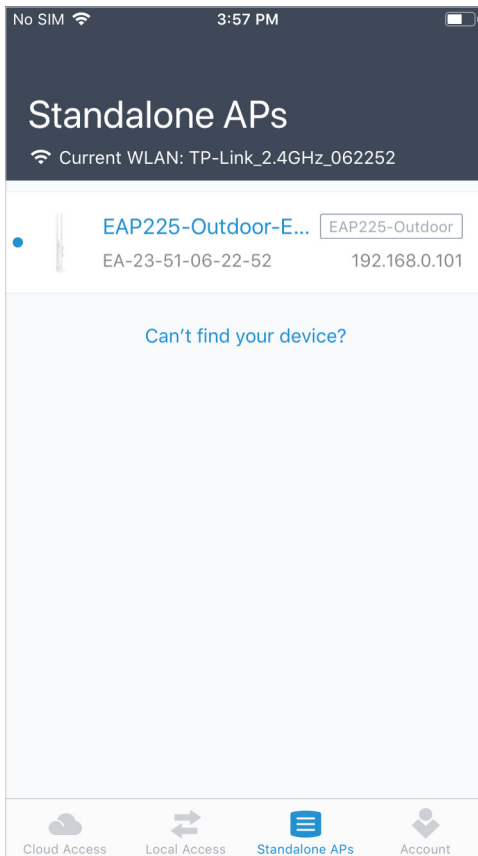 No SIM 3:57 PM
Standalone APs
Current WLAN: TP-Link_2.4GHz_062252
EAP225-Outdoor-E... EAP225-Outdoor
EA-23-51-06-22-52 192.168.0.101
Can't find your device?
Cloud Access Local Access Standalone APs Account